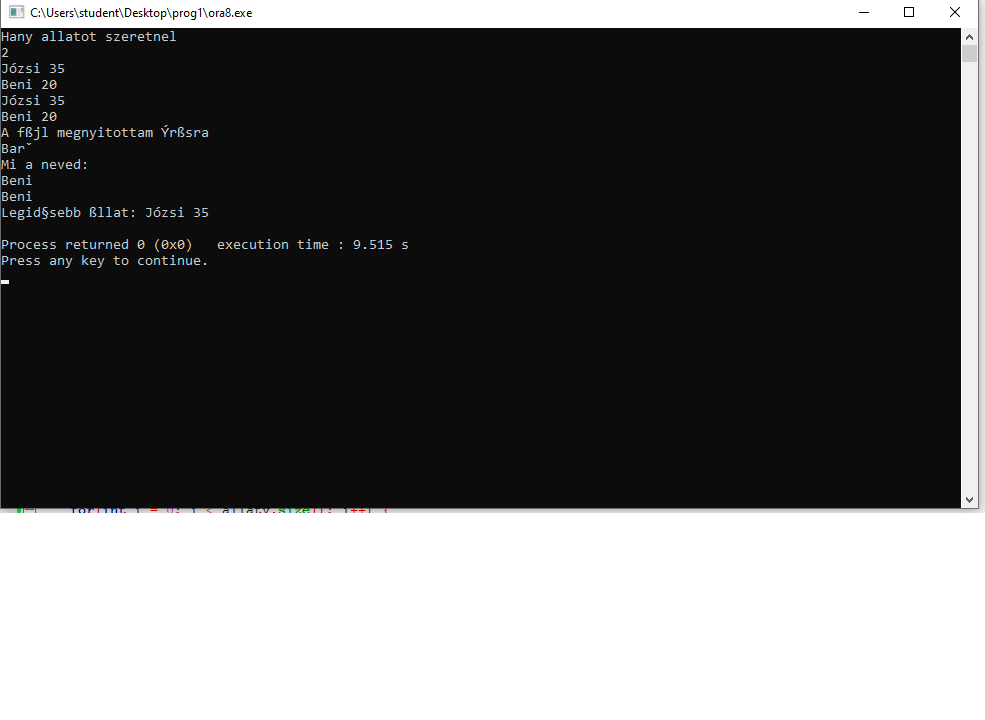 C:\Users\student\Desktop\prog1\ora8.exe
Hany allatot szeretnel
2
Józsi 35
Beni 20
Józsi 35
Beni 20
A fßjl megnyitottam Ýrßsra
Barˇ
Mi a neved:
Beni
Beni
Legid§sebb ßllat: Józsi 35
Process returned 0 (0x0)   execution time : 9.515 s
Press any key to continue.
for(int i = 0; i < allatv.size(); i++) {